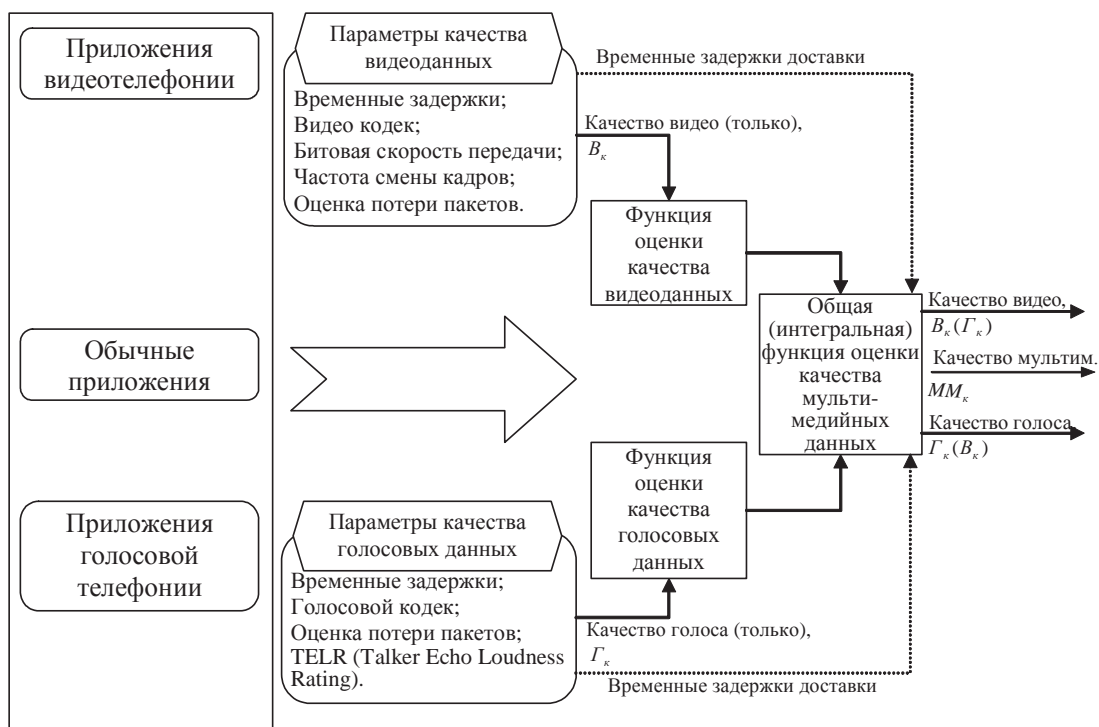 Приложения
видеотелефонии
Обычные
приложения
Приложения
голосовой
телефонии
Параметры качества
видеоданных
Временные задержки;
Видео кодек;
Битовая скорость передачи;
Частота смены кадров;
Оценка потери пакетов.
Временные задержки доставки
Качество видео (только),
Вк
Функция
оценки
качества
видеоданных
Общая
(интегральная)
функция оценки
качества
мульти-
медийных
данных
Качество видео,
Вк(Гк)
Качество мультим.
ММк
Качество голоса,
Гк(Вк)
Функция
оценки
качества
голосовых
данных
Параметры качества
голосовых данных
Временные задержки;
Голосовой кодек;
Оценка потери пакетов;
TELR (Talker Echo Loudness
Rating).
Качество голоса (только),
Гк
Временные задержки доставки